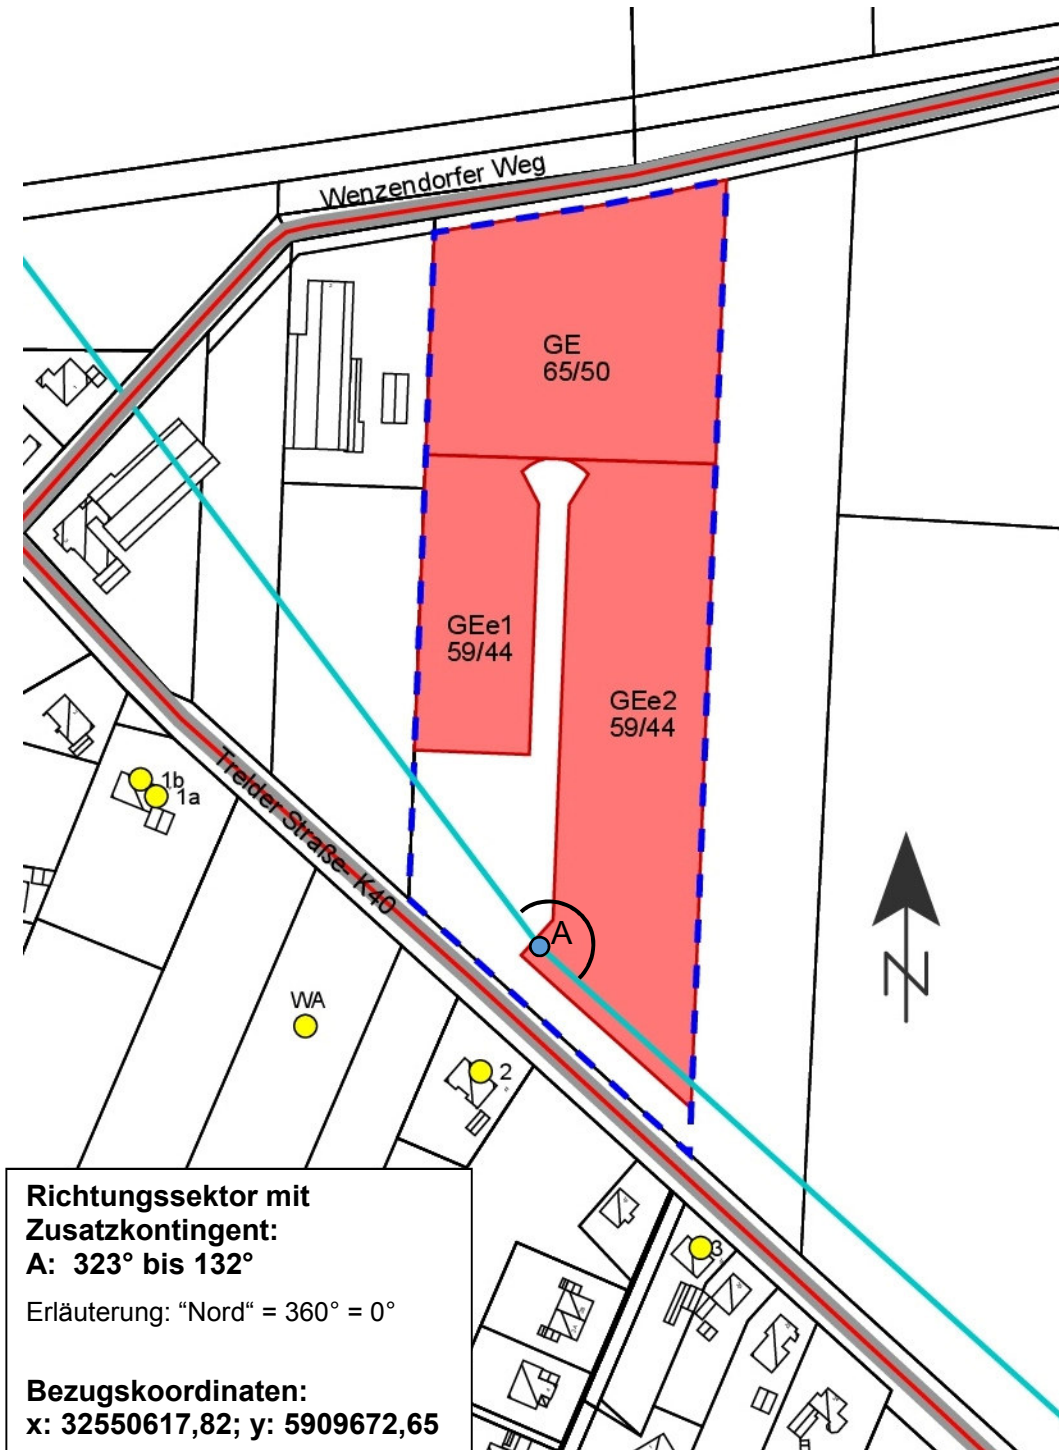 Wenzendorfer Weg
GE
65/50
GEe1
59/44
GEe2
59/44
1b
1a
Trelder Straße- K40
A
N
WA
2
3
Richtungssektor mit
Zusatzkontingent:
A: 323° bis 132°
Erläuterung: “Nord“ = 360° = 0°
Bezugskoordinaten:
x: 32550617,82; y: 5909672,65